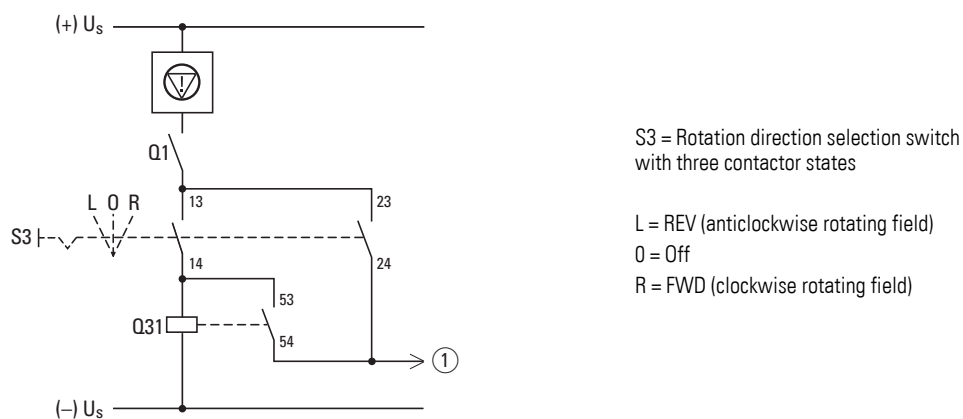 (+) Us
!
Q1
13
23
L 0 R
S3
14
24
53
Q31
54
1
(–) Us
S3 = Rotation direction selection switch
with three contactor states
L = REV (anticlockwise rotating field)
0 = Off
R = FWD (clockwise rotating field)